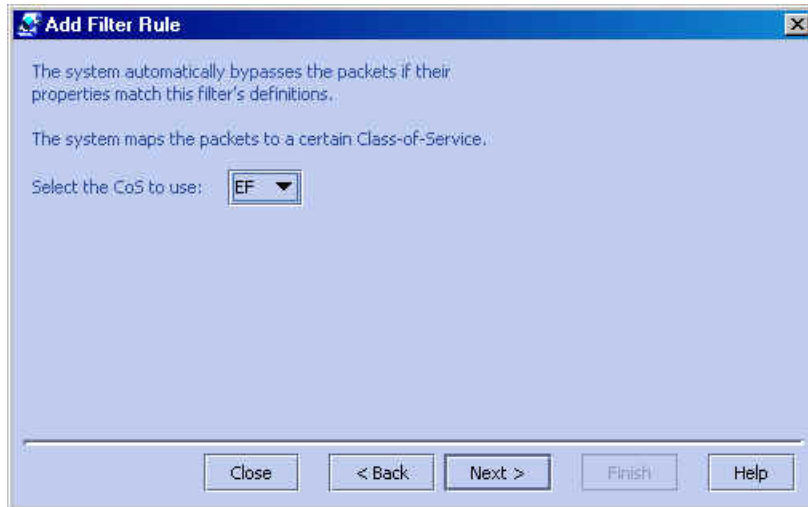 Add Filter Rule
The system automatically bypasses the packets if their
properties match this filter's definitions.
The system maps the packets to a certain Class-of-Service.
Select the CoS to use: EF
Close < Back Next > Finish Help